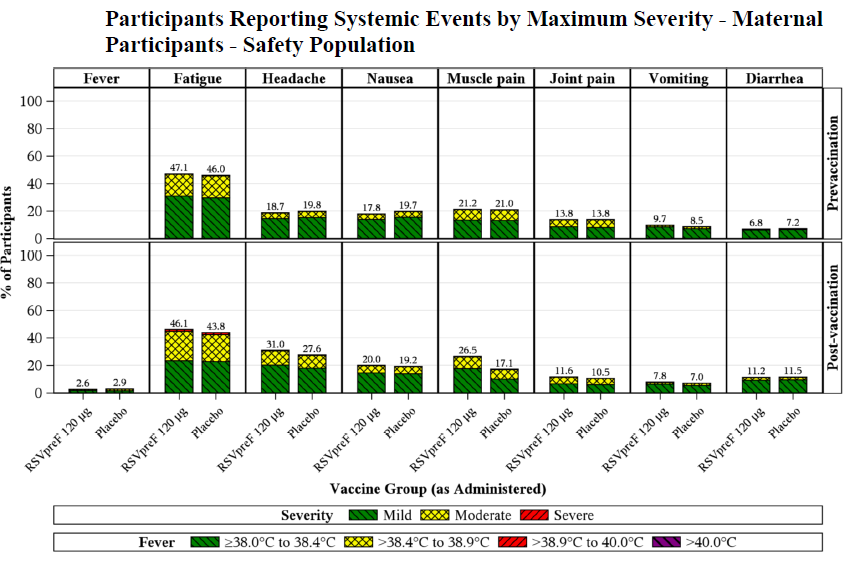 Participants Reporting Systemic Events by Maximum Severity - Maternal
Participants - Safety Population
Fever Fatigue Headache Nausea Muscle pain Joint pain Vomiting Diarrhea
% of Participants
100
80
60
40
20
0
47.1 46.0 18.7 19.8 17.8 19.7 21.2 21.0 13.8 13.8 9.7 8.5 6.8 7.2
Prevaccination
100
80
60
40
20
0
2.6 2.9 46.1 43.8 31.0 27.6 20.0 19.2 26.5 17.1 11.6 10.5 7.8 7.0 11.2 11.5
Post-vaccination
RSVpreF 120 µg Placebo RSVpreF 120 µg Placebo RSVpreF 120 µg Placebo RSVpreF 120 µg Placebo RSVpreF 120 µg Placebo RSVpreF 120 µg Placebo RSVpreF 120 µg Placebo RSVpreF 120 µg Placebo
Vaccine Group (as Administered)
Severity Mild Moderate Severe
Fever ≥38.0°C to 38.4°C >38.4°C to 38.9°C >38.9°C to 40.0°C >40.0°C